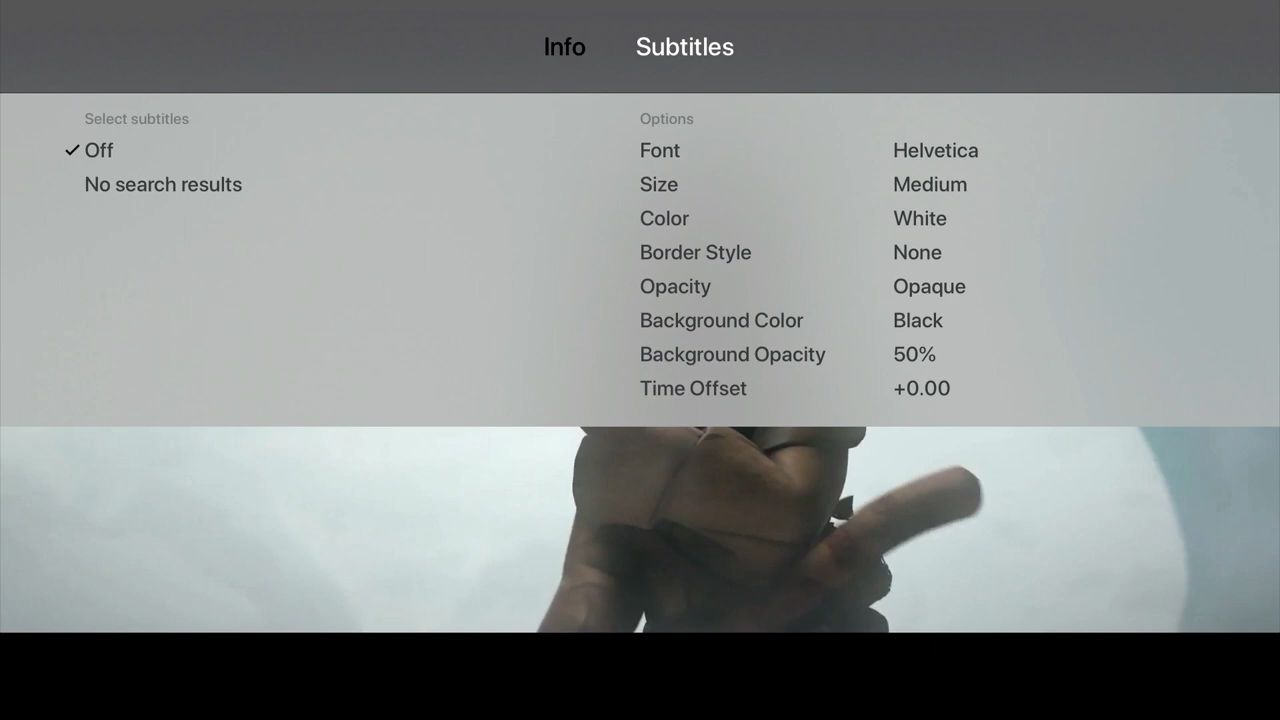 Info Subtitles
Select subtitles
Off
No search results
Options
Font Helvetica
Size Medium
Color White
Border Style None
Opacity Opaque
Background Color Black
Background Opacity 50%
Time Offset +0.00